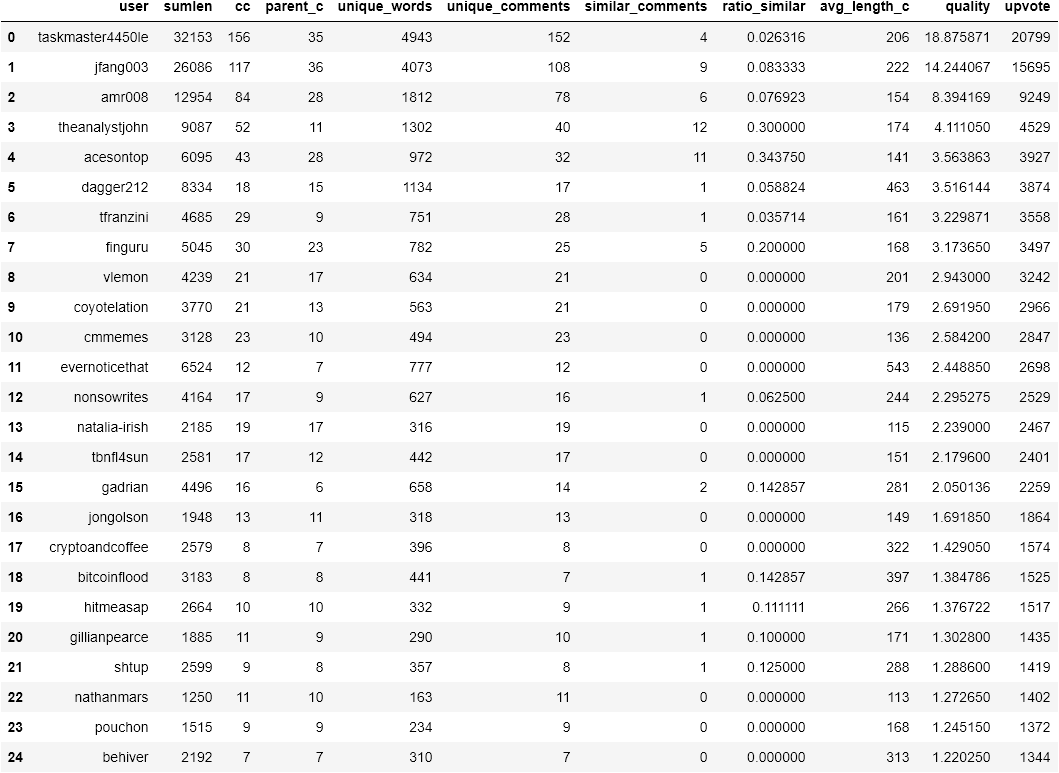 user sumlen cc parent_c unique_words unique_comments similar_comments ratio_similar avg_length_c quality upvote
0 taskmaster4450le 32153 156 35 4943 152 4 0.026316 206 18.875871 20799
1 jfang003 26086 117 36 4073 108 9 0.083333 222 14.244067 15695
2 amr008 12954 84 28 1812 78 6 0.076923 154 8.394169 9249
3 theanalystjohn 9087 52 11 1302 40 12 0.300000 174 4.111050 4529
4 acesontop 6095 43 28 972 32 11 0.343750 141 3.563863 3927
5 dagger212 8334 18 15 1134 17 1 0.058824 463 3.516144 3874
6 tfranzini 4685 29 9 751 28 1 0.035714 161 3.229871 3558
7 finguru 5045 30 23 782 25 5 0.200000 168 3.173650 3497
8 vlemon 4239 21 17 634 21 0 0.000000 201 2.943000 3242
9 coyotelation 3770 21 13 563 21 0 0.000000 179 2.691950 2966
10 cmmemes 3128 23 10 494 23 0 0.000000 136 2.584200 2847
11 evernoticethat 6524 12 7 777 12 0 0.000000 543 2.448850 2698
12 nonsowrites 4164 17 9 627 16 1 0.062500 244 2.295275 2529
13 natalia-irish 2185 19 17 316 19 0 0.000000 115 2.239000 2467
14 tbnfl4sun 2581 17 12 442 17 0 0.000000 151 2.179600 2401
15 gadrian 4496 16 6 658 14 2 0.142857 281 2.050136 2259
16 jongolson 1948 13 11 318 13 0 0.000000 149 1.691850 1864
17 cryptoandcoffee 2579 8 7 396 8 0 0.000000 322 1.429050 1574
18 bitcoinflood 3183 8 8 441 7 1 0.142857 397 1.384786 1525
19 hitmeasap 2664 10 10 332 9 1 0.111111 266 1.376722 1517
20 gillianpearce 1885 11 9 290 10 1 0.100000 171 1.302800 1435
21 shtup 2599 9 8 357 8 1 0.125000 288 1.288600 1419
22 nathanmars 1250 11 10 163 11 0 0.000000 113 1.272650 1402
23 pouchon 1515 9 9 234 9 0 0.000000 168 1.245150 1372
24 behiver 2192 7 7 310 7 0 0.000000 313 1.220250 1344